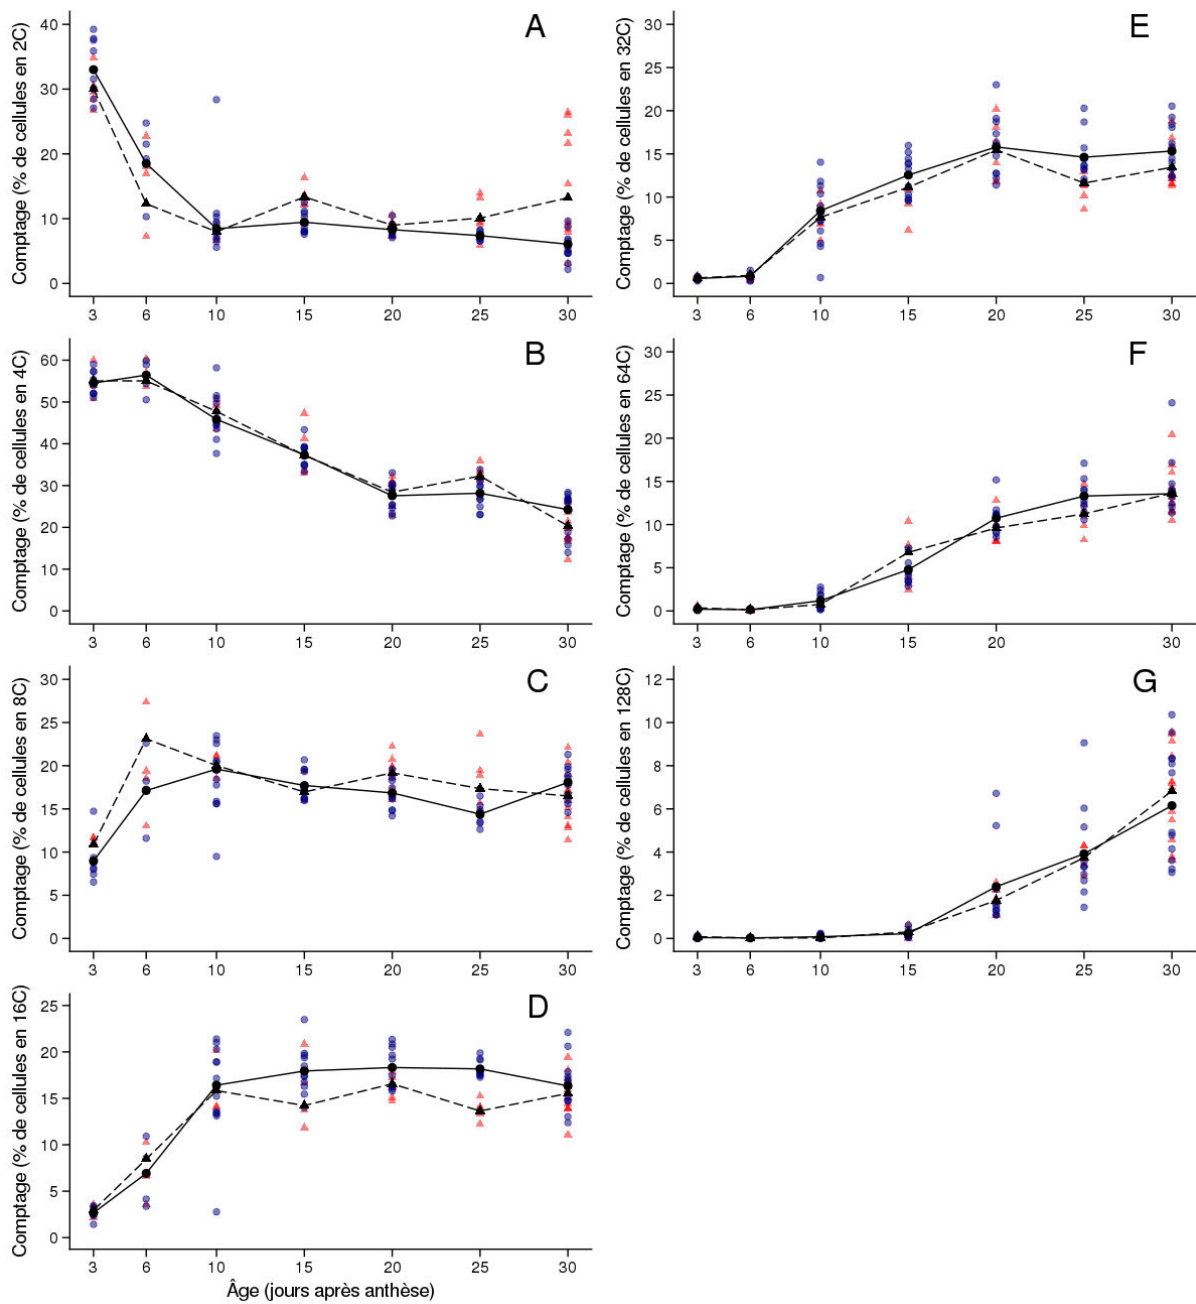 A
Comptage (% de cellules en 2C)
40
30
20
10
0
3 6 10 15 20 25 30
B
Comptage (% de cellules en 4C)
60
50
40
30
20
10
0
3 6 10 15 20 25 30
C
Comptage (% de cellules en 8C)
30
25
20
15
10
5
0
3 6 10 15 20 25 30
D
Comptage (% de cellules en 16C)
25
20
15
10
5
0
3 6 10 15 20 25 30
Âge (jours après anthèse)
E
Comptage (% de cellules en 32C)
30
25
20
15
10
5
0
3 6 10 15 20 25 30
F
Comptage (% de cellules en 64C)
30
25
20
15
10
5
0
3 6 10 15 20 25 30
G
Comptage (% de cellules en 128C)
12
10
8
6
4
2
0
3 6 10 15 20 25 30